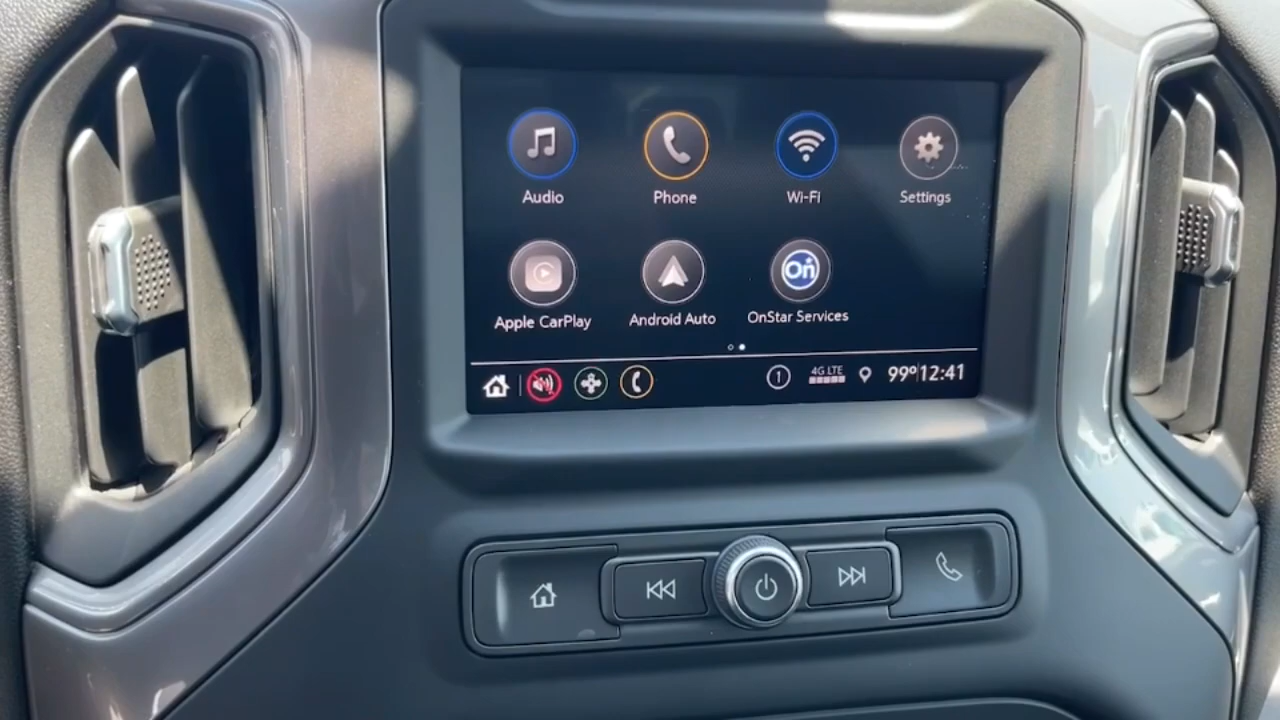 Audio Phone Wi-Fi Settings
Apple CarPlay Android Auto OnStar Services
On
1 4G LTE 99° 12:41